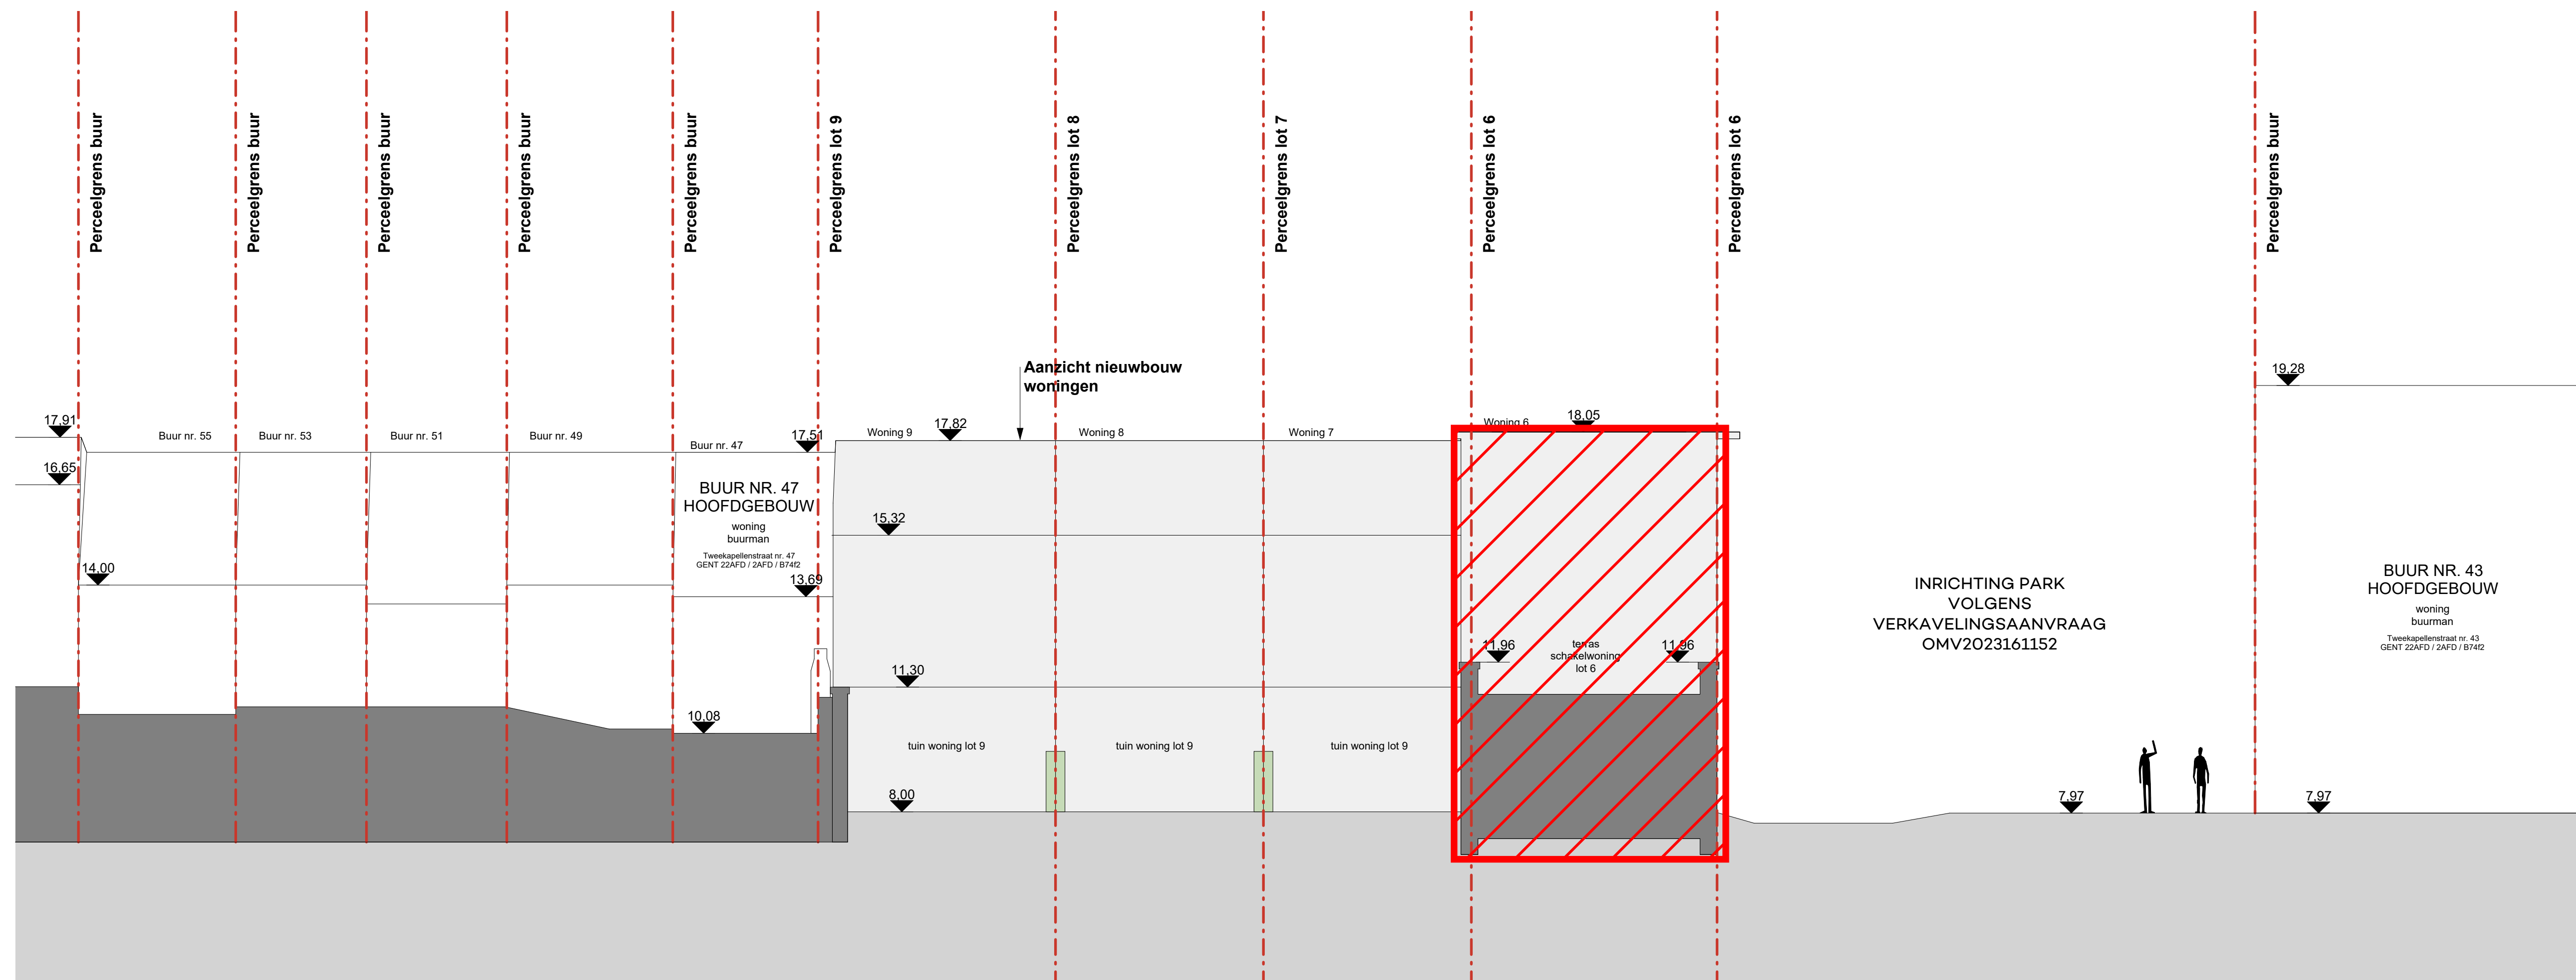 Perceelgrens buur
Perceelgrens buur
Perceelgrens buur
Perceelgrens buur
Perceelgrens buur
Perceelgrens lot 9
Perceelgrens lot 8
Perceelgrens lot 7
Perceelgrens lot 6
Perceelgrens lot 6
Perceelgrens buur
Aanzicht nieuwbouw
woningen
19,28
17,91
Buur nr. 55
Buur nr. 53
Buur nr. 51
Buur nr. 49
Buur nr. 47
17,51
Woning 9
17,82
Woning 8
Woning 7
Woning 6
18,05
16,65
BUUR NR. 47
HOOFDGEBOUW
woning
buurman
Tweekapellenstraat nr. 47
GENT 22AFD / 2AFD / B74f2
15,32
14,00
13,69
INRICHTING PARK
VOLGENS
VERKAVELINGSAANVRAAG
OMV2023161152
BUUR NR. 43
HOOFDGEBOUW
woning
buurman
Tweekapellenstraat nr. 43
GENT 22AFD / 2AFD / B74f2
11,96
terras
schakelwoning
lot 6
11,96
11,30
10,08
tuin woning lot 9
tuin woning lot 9
tuin woning lot 9
8,00
7,97
7,97